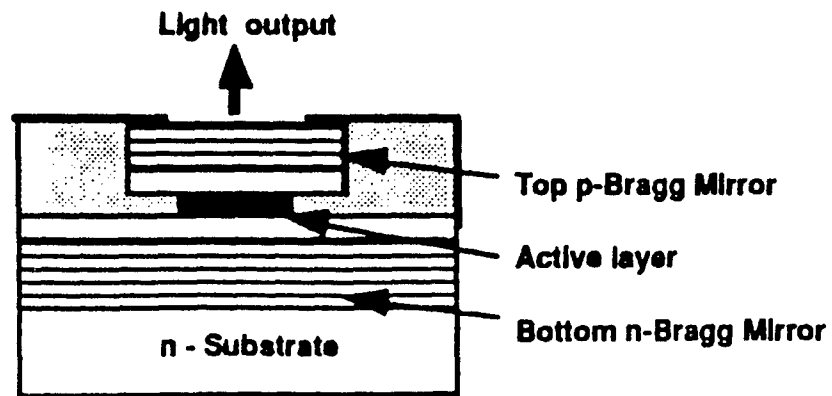 Light output
Top p-Bragg Mirror
Active layer
Bottom n-Bragg Mirror
n - Substrate